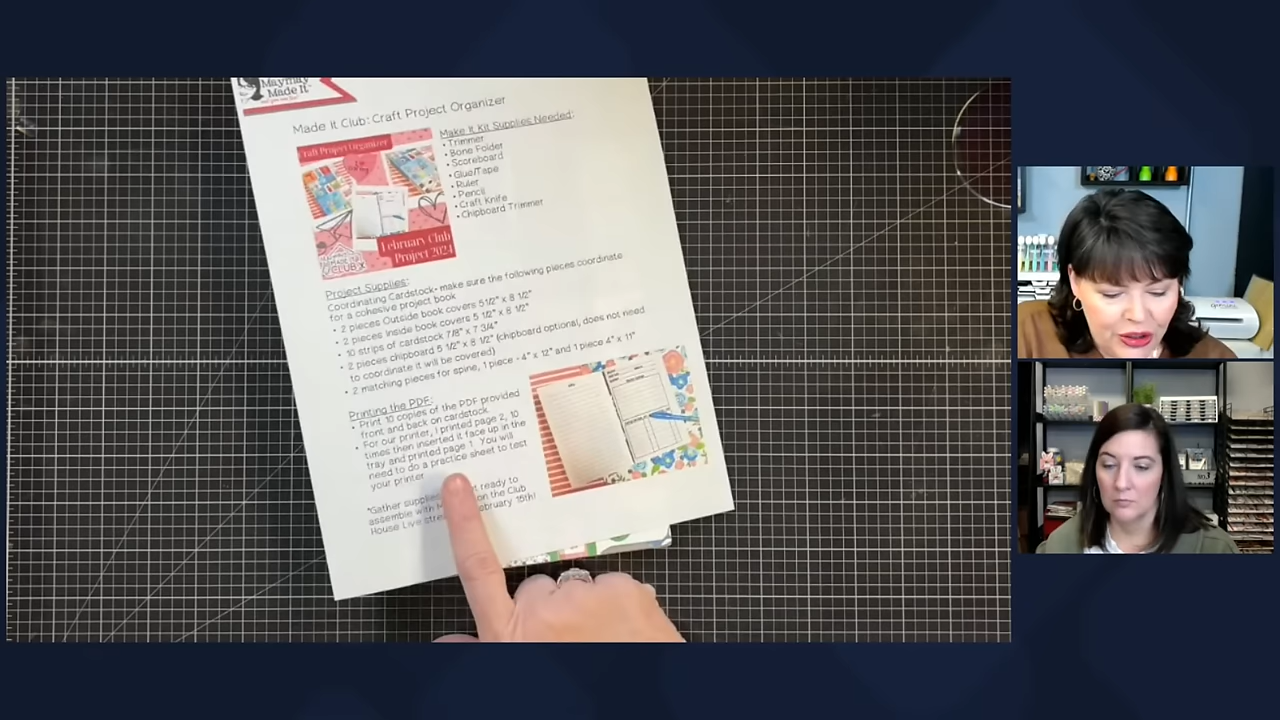 Maymay
Made It
Made It Club: Craft Project Organizer
Craft Project Organizer
February Club
Project 2024
CLUB
Make It Kit Supplies Needed:
• Trimmer
• Bone Folder
• Scoreboard
• Glue/Tape
• Ruler
• Pencil
• Craft Knife
• Chipboard Trimmer
Project Supplies:
Coordinating Cardstock- make sure the following pieces coordinate
for a cohesive project book
• 2 pieces Outside book covers 5 1/2" x 8 1/2"
• 2 pieces Inside book covers 5 1/2" x 8 1/2"
• 10 strips of cardstock 7/8" x 7 3/4"
• 2 pieces chipboard 5 1/2" x 8 1/2" (chipboard optional, does not need
to coordinate it will be covered)
• 2 matching pieces for spine, 1 piece - 4" x 12" and 1 piece 4" x 11"
Printing the PDF:
• Print 10 copies of the PDF provided
front and back on cardstock.
• For our printer, I printed page 2, 10
times then inserted it face up in the
tray and printed page 1. You will
need to do a practice sheet to test
your printer
*Gather supplies ready to
assemble with on the Club
House Live February 15th!